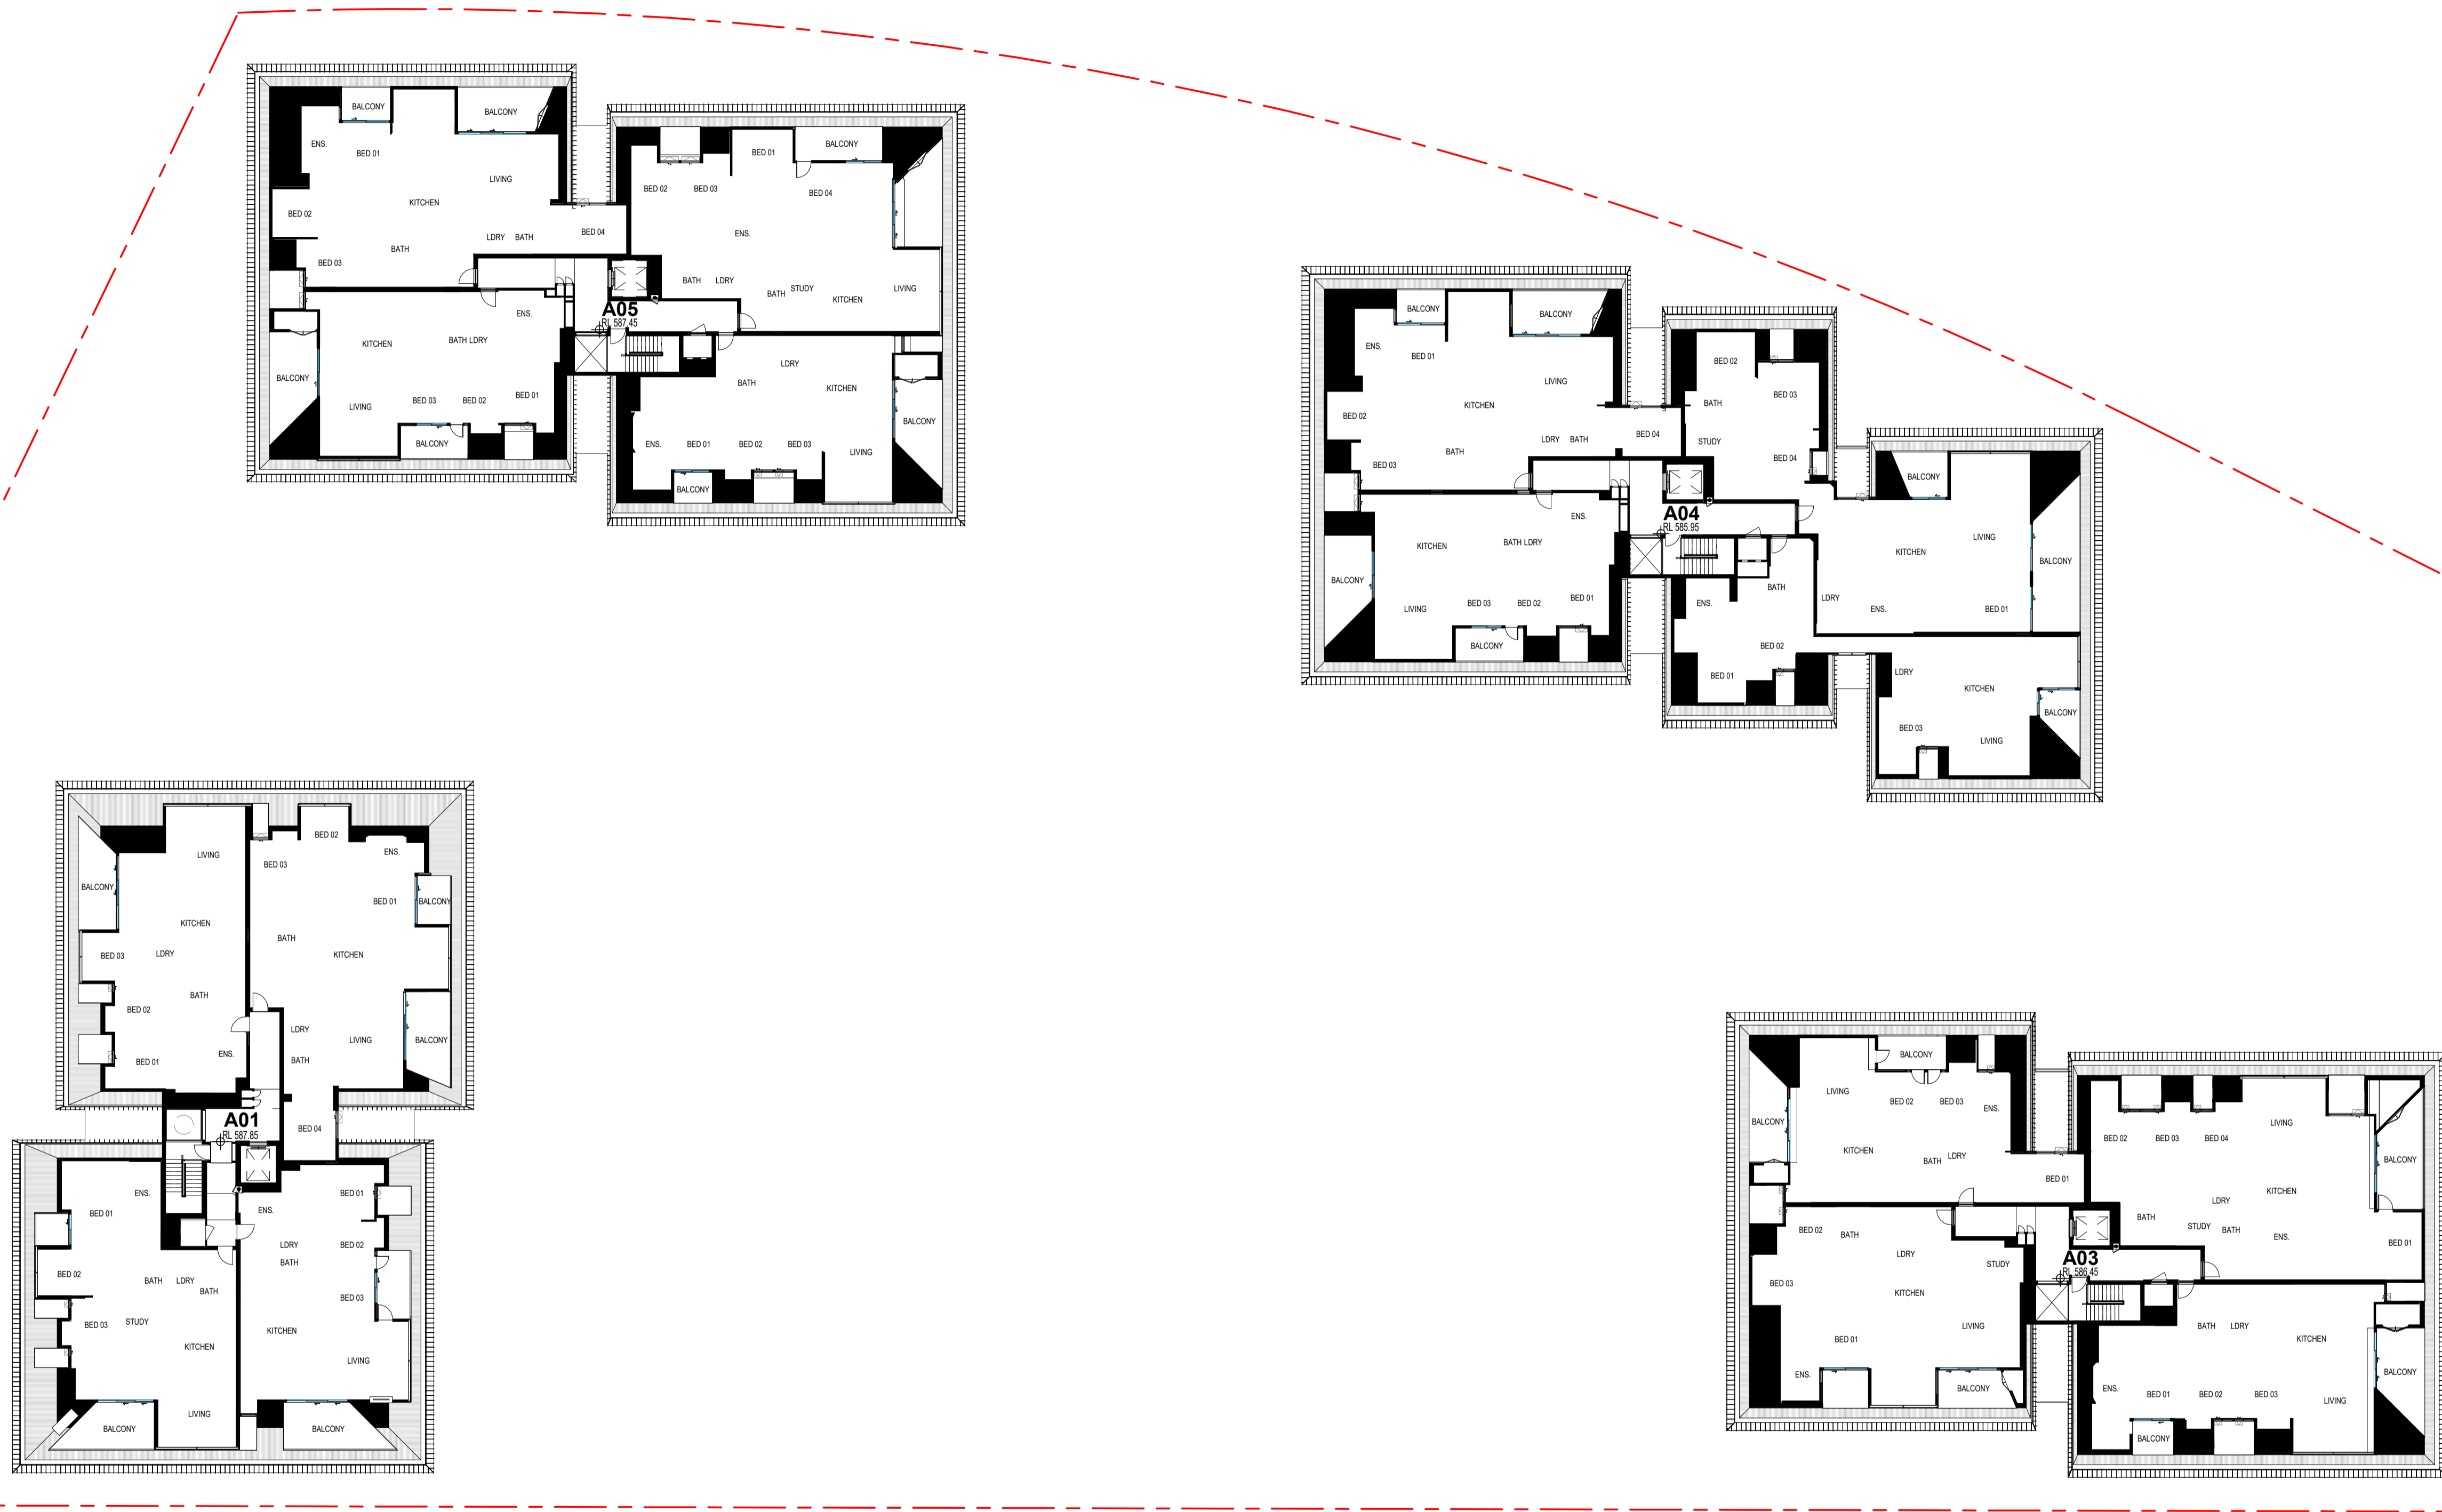 BALCONY
BALCONY
ENS.
BED 01
LIVING
BED 02
KITCHEN
BED 04
LDRY
BATH
BATH
BED 03
BALCONY
BED 01
BED 02
BED 03
BED 04
ENS.
BATH
LDRY
BATH
STUDY
KITCHEN
LIVING
A05
RL 587.45
ENS.
KITCHEN
BATH
LDRY
BALCONY
LIVING
BED 03
BED 02
BED 01
BALCONY
LDRY
BATH
KITCHEN
BALCONY
ENS.
BED 01
BED 02
BED 03
LIVING
BALCONY
BALCONY
BALCONY
ENS.
BED 01
LIVING
BED 02
KITCHEN
BED 04
LDRY
BATH
BATH
BED 03
BED 02
BED 03
BATH
STUDY
BED 04
BALCONY
LIVING
KITCHEN
BALCONY
LDRY
ENS.
BED 01
A04
RL 585.95
ENS.
KITCHEN
BATH
LDRY
BALCONY
LIVING
BED 03
BED 02
BED 01
BALCONY
BATH
ENS.
BED 02
BED 01
LDRY
KITCHEN
BALCONY
BED 03
LIVING
LIVING
BALCONY
KITCHEN
BED 03
LDRY
BATH
BED 02
BED 01
ENS.
BED 02
ENS.
BED 03
BED 01
BALCONY
BATH
KITCHEN
LDRY
LIVING
BALCONY
BATH
BED 04
A01
RL 587.85
ENS.
BED 01
BED 02
BATH
LDRY
BATH
BED 03
STUDY
KITCHEN
LIVING
BALCONY
BED 01
ENS.
LDRY
BED 02
BATH
BED 03
KITCHEN
LIVING
BALCONY
BALCONY
LIVING
BED 02
BED 03
ENS.
BALCONY
KITCHEN
BATH
LDRY
BED 01
LIVING
BED 02
BED 03
BED 04
BALCONY
KITCHEN
LDRY
BATH
STUDY
BATH
ENS.
BED 01
A03
RL 586.45
BED 02
BATH
LDRY
STUDY
BED 03
KITCHEN
LIVING
BED 01
ENS.
BALCONY
BATH
LDRY
KITCHEN
BALCONY
ENS.
BED 01
BED 02
BED 03
LIVING
BALCONY